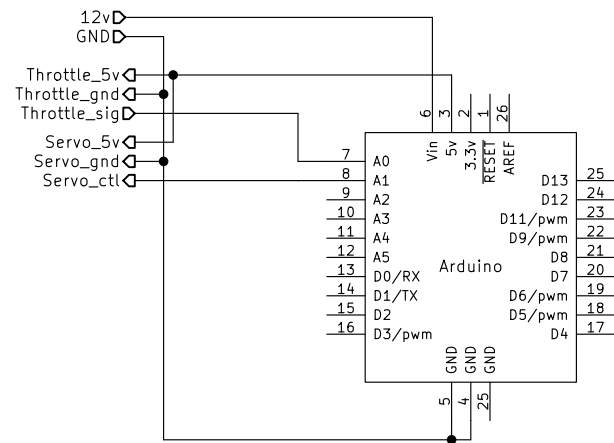 12v
GND
Throttle_5v
Throttle_gnd
Throttle_sig
Servo_5v
Servo_gnd
Servo_ctl
6 3 2 1 26
Vin 5v 3.3v RESET AREF
7 A0
8 A1 D13 25
9 A2 D12 24
10 A3 D11/pwm 23
11 A4 D9/pwm 22
12 A5 D8 21
Arduino
13 D0/RX D7 20
14 D1/TX D6/pwm 19
15 D2 D5/pwm 18
16 D3/pwm D4 17
GND GND GND
5 4 25